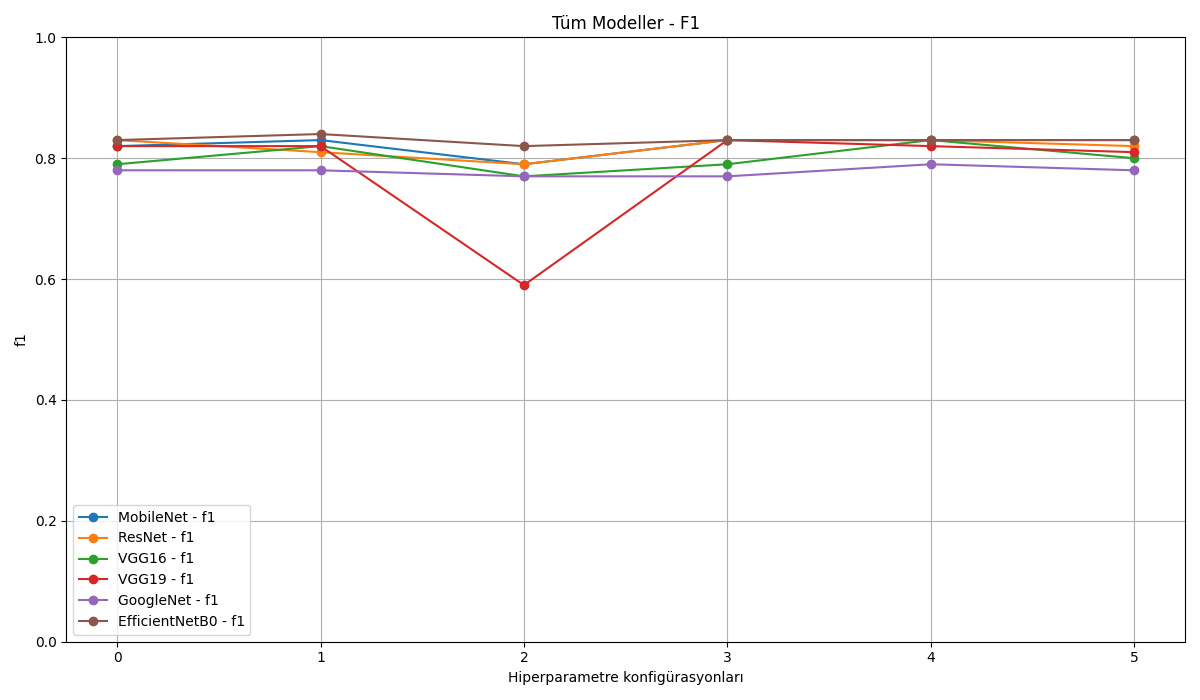 Tüm Modeller - F1
1.0
0.8
0.6
0.4
0.2
0.0
f1
MobileNet - f1
ResNet - f1
VGG16 - f1
VGG19 - f1
GoogleNet - f1
EfficientNetB0 - f1
0 1 2 3 4 5
Hiperparametre konfigürasyonları